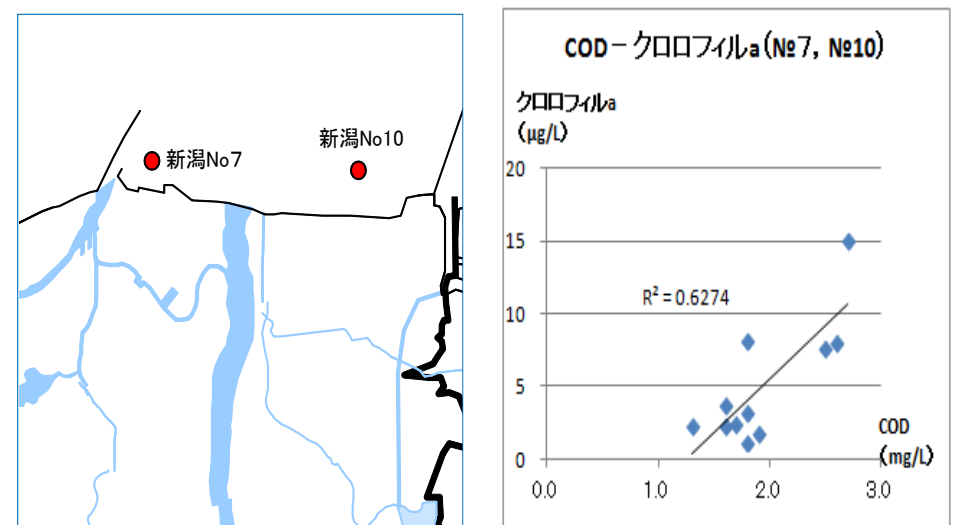 新潟No7
新潟No10
COD－クロロフィルa(№7, №10)
クロロフィルa
(μg/L)
20
15
10
5
0
R² = 0.6274
COD
(mg/L)
0.0 1.0 2.0 3.0